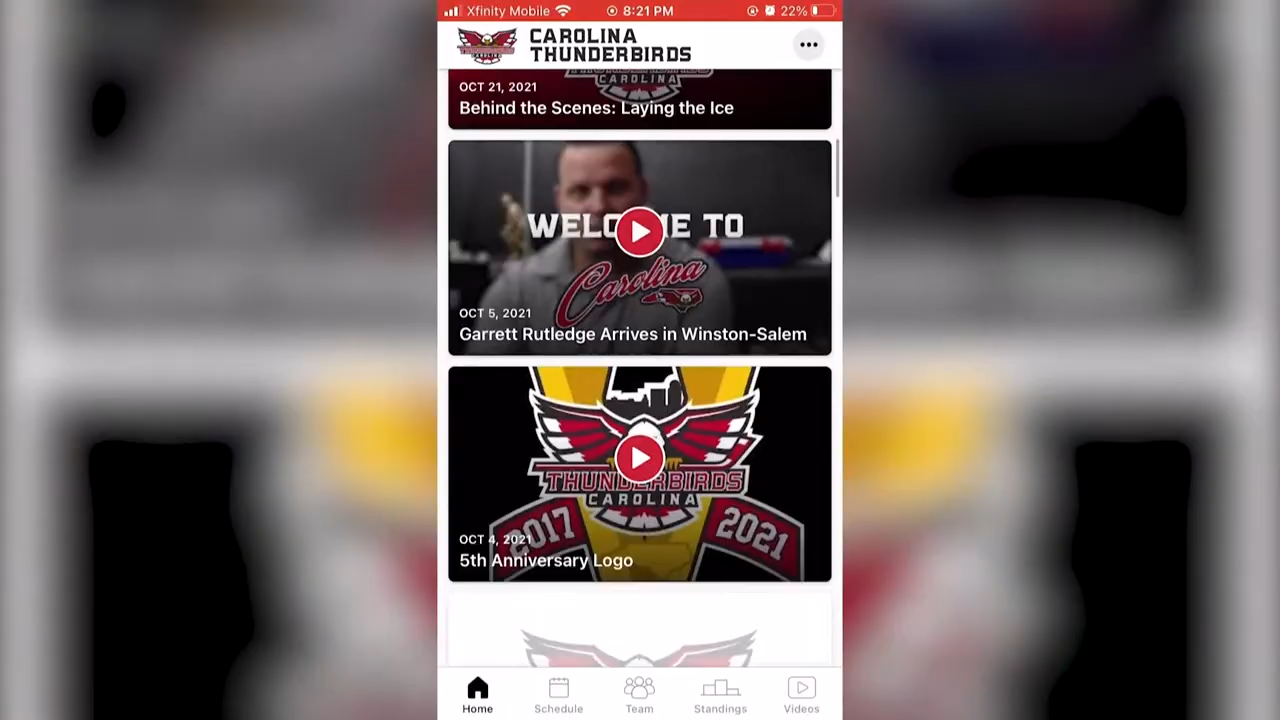 Xfinity Mobile 8:21 PM 22%
CAROLINA
THUNDERBIRDS
CAROLINA
OCT 21, 2021
Behind the Scenes: Laying the Ice
WELCOME TO
Carolina
OCT 5, 2021
Garrett Rutledge Arrives in Winston-Salem
THUNDERBIRDS
CAROLINA
2017 2021
OCT 4, 2021
5th Anniversary Logo
Home Schedule Team Standings Videos